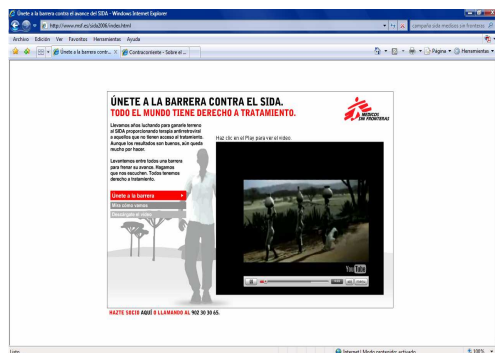 Únete a la barrera contra el avance del SIDA - Windows Internet Explorer
http://www.msf.es/sida2006/index.html
campaña sida medicos sin fronteras
Archivo Edición Ver Favoritos Herramientas Ayuda
Únete a la barrera contr...
Contracorriente - Sobre el ...
Página
Herramientas
ÚNETE A LA BARRERA CONTRA EL SIDA.
TODO EL MUNDO TIENE DERECHO A TRATAMIENTO.
MEDICOS
SIN FRONTERAS
Llevamos años luchando para ganarle terreno
al SIDA proporcionando terapia antirretroviral
a aquellos que no tienen acceso al tratamiento.
Aunque los resultados son buenos, aún queda
mucho por hacer.
Haz clic en el Play para ver el video.
Levantemos entre todos una barrera
para frenar su avance. Hagamos
que nos escuchen. Todos tenemos
derecho a tratamiento.
Únete a la barrera
Mira cómo vamos
Descárgate el vídeo
YouTube
HAZTE SOCIO AQUÍ O LLAMANDO AL 902 30 30 65.
Listo
Internet | Modo protegido: activado
100%